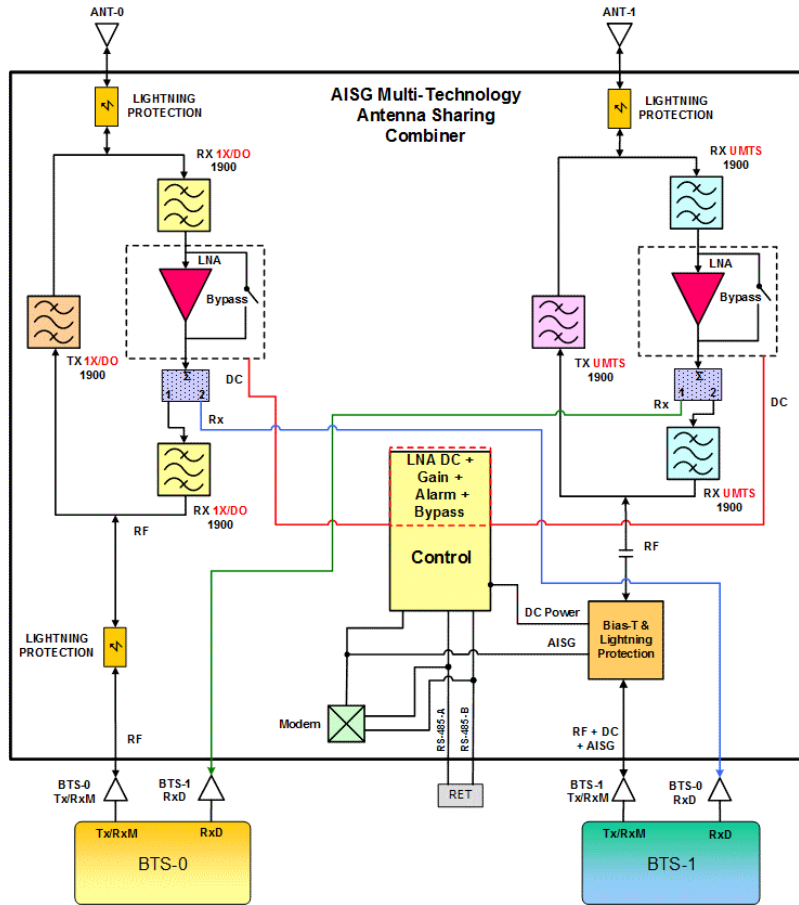 ANT-0
ANT-1
LIGHTNING
PROTECTION
AISG Multi-Technology
Antenna Sharing
Combiner
LIGHTNING
PROTECTION
RX 1X/DO
1900
RX UMTS
1900
LNA
Bypass
LNA
Bypass
TX 1X/DO
1900
TX UMTS
1900
DC
DC
Σ
1
2
Rx
Σ
1
2
Rx
RX 1X/DO
1900
RX UMTS
1900
LNA DC +
Gain +
Alarm +
Bypass
Control
RF
RF
LIGHTNING
PROTECTION
DC Power
AISG
Bias-T &
Lightning
Protection
Modem
RS-485-A
RS-485-B
RF
RF + DC
+ AISG
RET
BTS-0
Tx/RxM
BTS-1
RxD
BTS-1
Tx/RxM
BTS-0
RxD
Tx/RxM
RxD
BTS-0
Tx/RxM
RxD
BTS-1